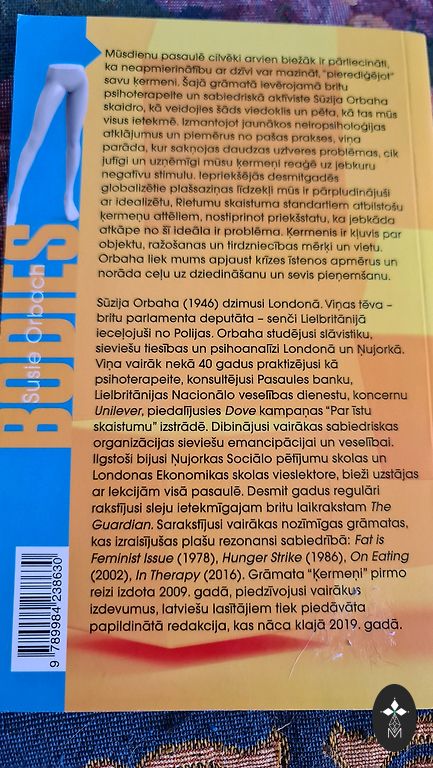 Mūsdienu pasaulē cilvēki arvien biežāk ir pārliecināti,
ka neapmierinātību ar dzīvi var mazināt, "pierediģējot"
savu ķermeni. Šajā grāmatā ievērojamā britu
psihoterapeite un sabiedriskā aktīviste Sūzija Orbaha
skaidro, kā veidojies šāds viedoklis un pēta, kā tas mūs
visus ietekmē. Izmantojot jaunākos neiropsiholoģijas
atklājumus un piemērus no pašas prakses, viņa
parāda, kur sakņojas daudzas uztveres problēmas, cik
jutīgi un uzņēmīgi mūsu ķermeņi reaģē uz jebkuru
negatīvu stimulu. Iepriekšējās desmitgadēs
globalizētie plašsaziņas līdzekļi mūs ir pārpludinājuši
ar idealizētu, Rietumu skaistuma standartiem atbilstošu
ķermeņu attēliem, nostiprinot priekšstatu, ka jebkāda
atkāpe no šī ideāla ir problēma. Ķermenis ir kļuvis par
objektu, ražošanas un tirdzniecības mērķi un vietu.
Orbaha liek mums apjaust krīzes īstenos apmērus un
norāda ceļu uz dziedināšanu un sevis pieņemšanu.
Sūzija Orbaha (1946) dzimusi Londonā. Viņas tēva –
britu parlamenta deputāta – senči Lielbritānijā
ieceļojuši no Polijas. Orbaha studējusi slāvistiku,
sieviešu tiesības un psihoanalīzi Londonā un Ņujorkā.
Viņa vairāk nekā 40 gadus praktizējusi kā
psihoterapeite, konsultējusi Pasaules banku,
Lielbritānijas Nacionālo veselības dienestu, koncernu
Unilever, piedalījusies Dove kampaņas "Par īstu
skaistumu" izstrādē. Dibinājusi vairākas sabiedriskas
organizācijas sieviešu emancipācijai un veselībai.
Ilgstoši bijusi Ņujorkas Sociālo pētījumu skolas un
Londonas Ekonomikas skolas vieslektore, bieži uzstājas
ar lekcijām visā pasaulē. Desmit gadus regulāri
rakstījusi sleju ietekmīgajam britu laikrakstam The
Guardian. Sarakstījusi vairākas nozīmīgas grāmatas,
kas izraisījušas plašu rezonansi sabiedrībā: Fat is
Feminist Issue (1978), Hunger Strike (1986), On Eating
(2002), In Therapy (2016). Grāmata "Ķermeņi" pirmo
reizi izdota 2009. gadā, piedzīvojusi vairākus
izdevumus, latviešu lasītājiem tiek piedāvāta
papildinātā redakcija, kas nāca klajā 2019. gadā.
BODIES
Susie Orbach
9 789984 238630
M